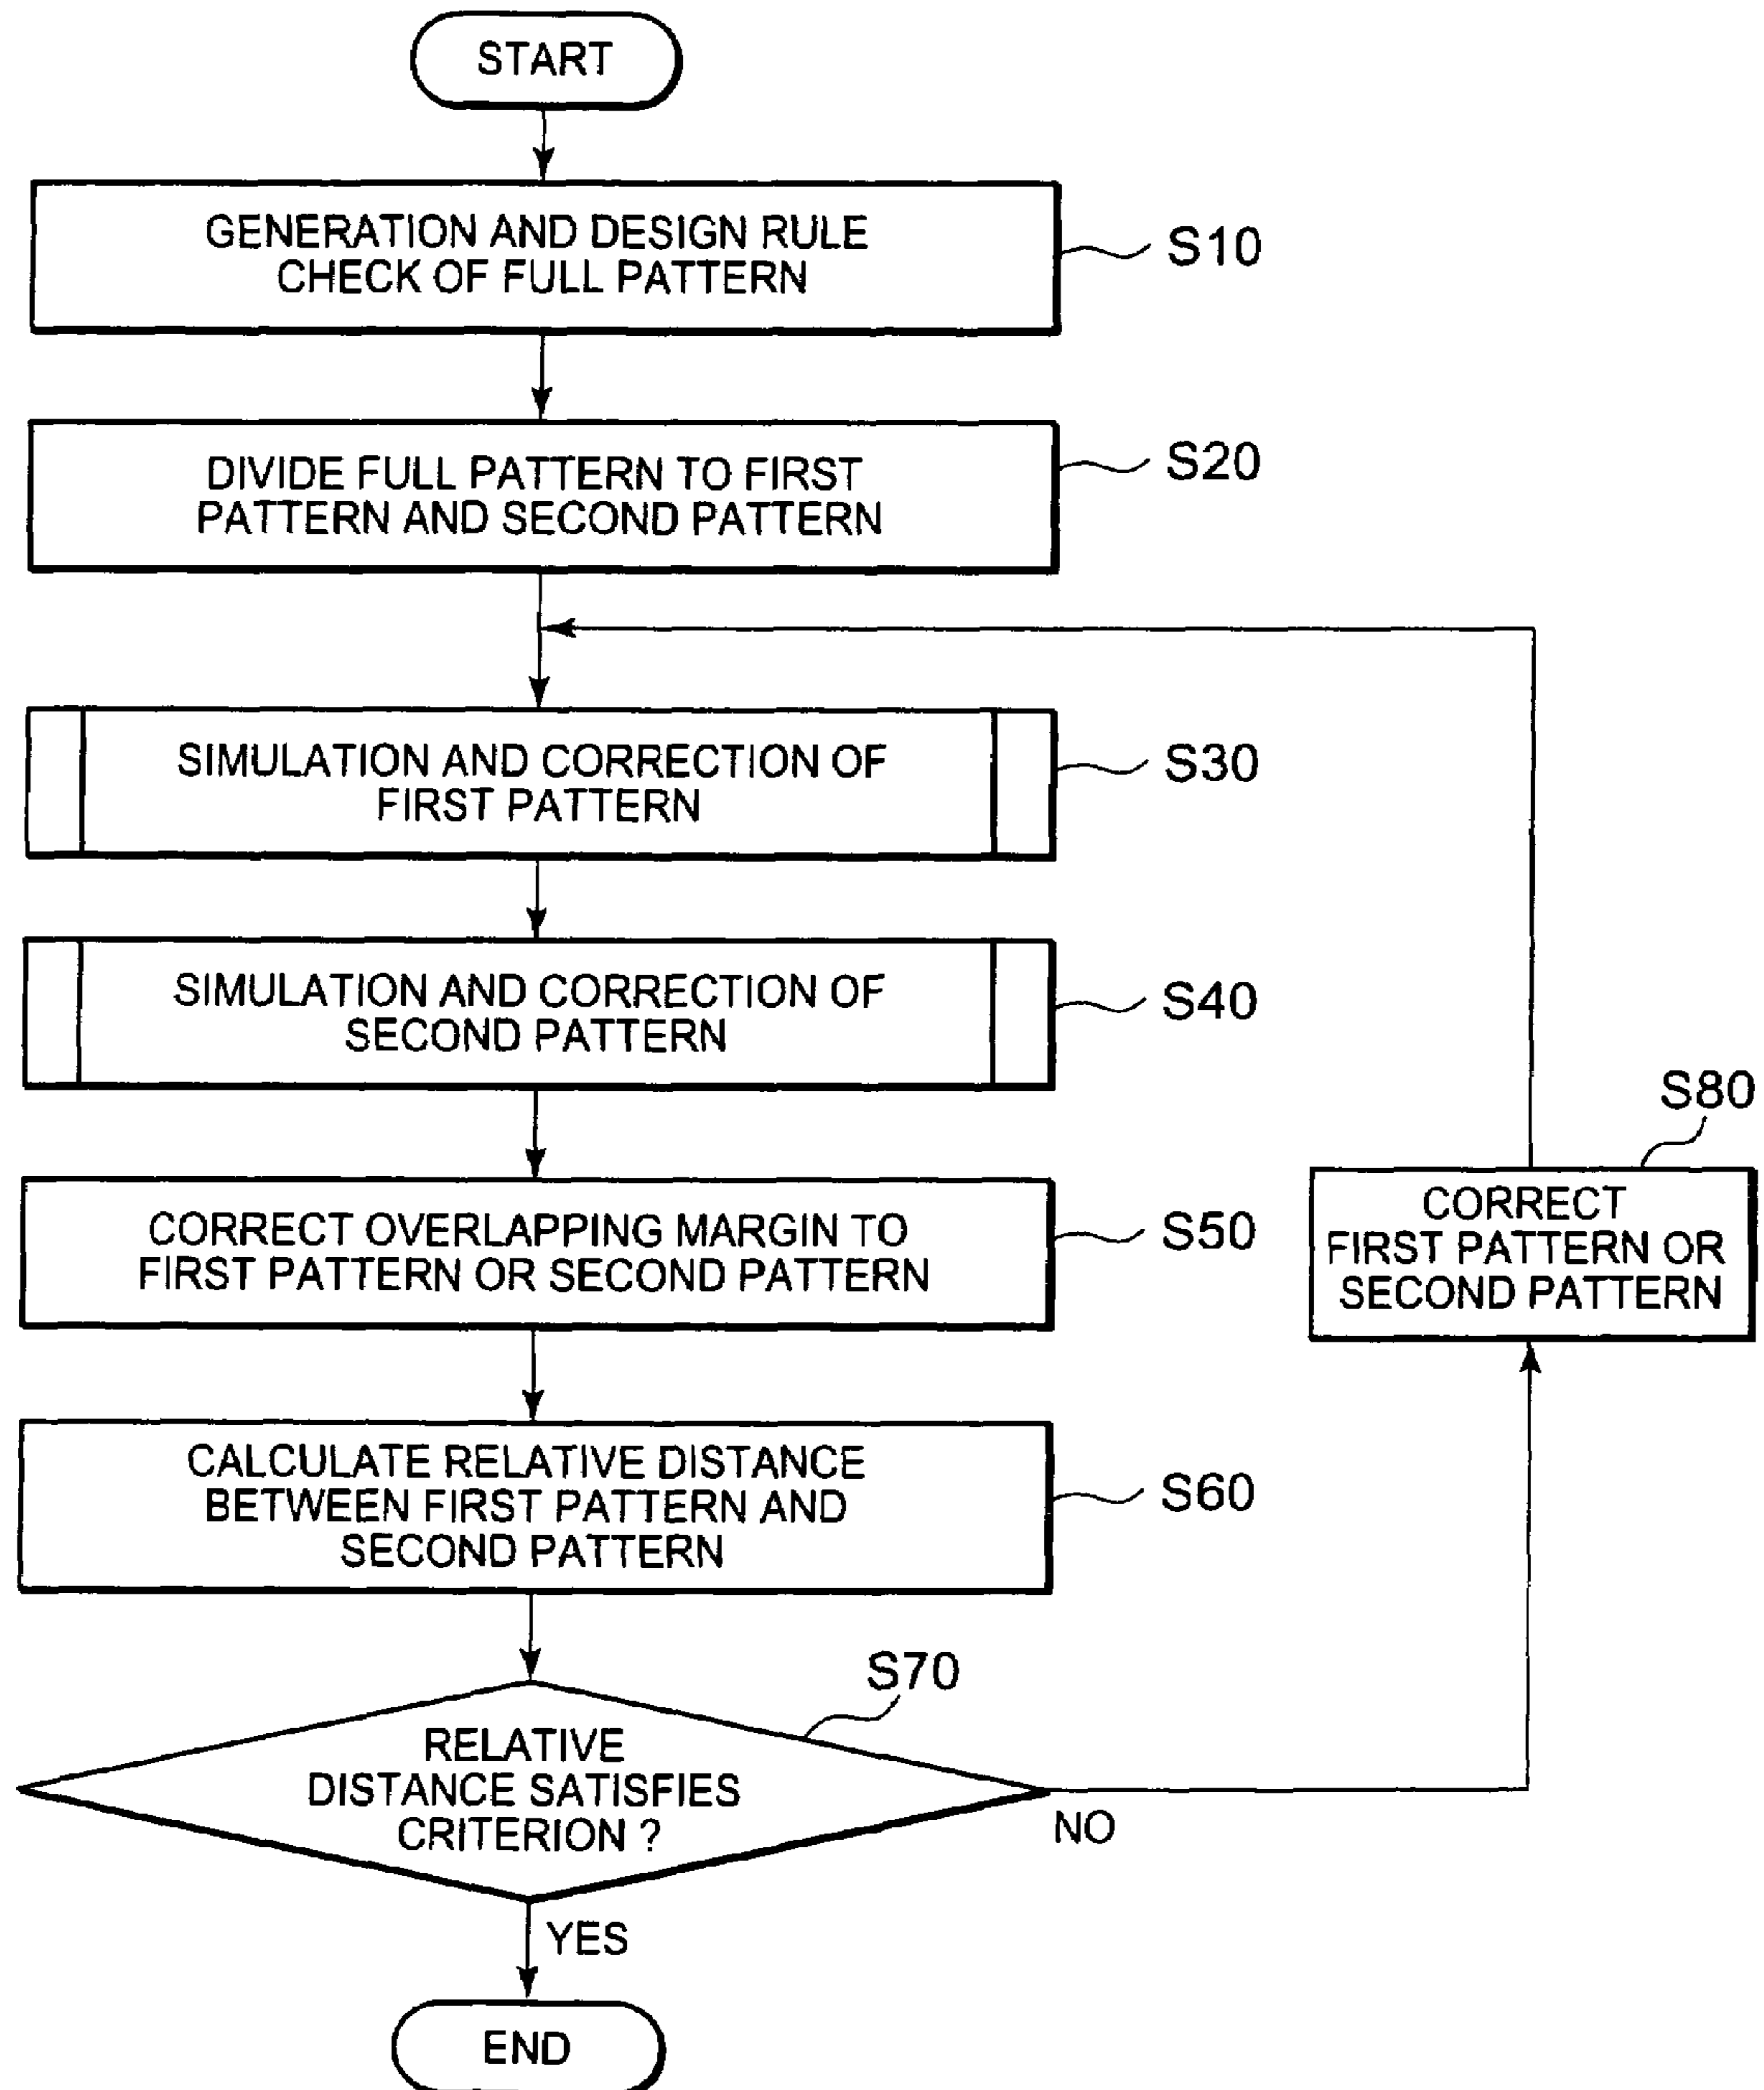 START
GENERATION AND DESIGN RULE
CHECK OF FULL PATTERN
S10
DIVIDE FULL PATTERN TO FIRST
PATTERN AND SECOND PATTERN
S20
SIMULATION AND CORRECTION OF
FIRST PATTERN
S30
SIMULATION AND CORRECTION OF
SECOND PATTERN
S40
CORRECT OVERLAPPING MARGIN TO
FIRST PATTERN OR SECOND PATTERN
S50
CALCULATE RELATIVE DISTANCE
BETWEEN FIRST PATTERN AND
SECOND PATTERN
S60
RELATIVE
DISTANCE SATISFIES
CRITERION ?
S70
NO
S80
CORRECT
FIRST PATTERN OR
SECOND PATTERN
YES
END